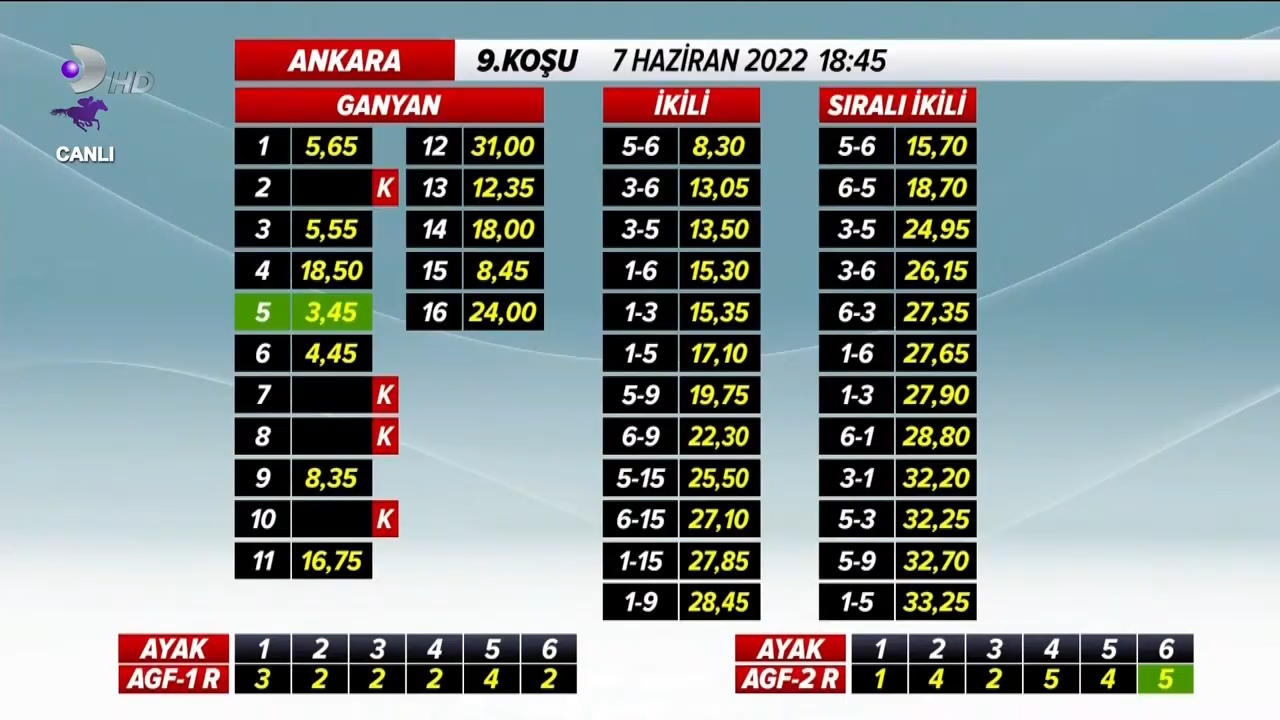 HD
CANLI
ANKARA 9.KOŞU 7 HAZİRAN 2022 18:45
GANYAN İKİLİ SIRALI İKİLİ
1 5,65 12 31,00 5-6 8,30 5-6 15,70
2 K 13 12,35 3-6 13,05 6-5 18,70
3 5,55 14 18,00 3-5 13,50 3-5 24,95
4 18,50 15 8,45 1-6 15,30 3-6 26,15
5 3,45 16 24,00 1-3 15,35 6-3 27,35
6 4,45 1-5 17,10 1-6 27,65
7 K 5-9 19,75 1-3 27,90
8 K 6-9 22,30 6-1 28,80
9 8,35 5-15 25,50 3-1 32,20
10 K 6-15 27,10 5-3 32,25
11 16,75 1-15 27,85 5-9 32,70
1-9 28,45 1-5 33,25
AYAK 1 2 3 4 5 6 AYAK 1 2 3 4 5 6
AGF-1 R 3 2 2 2 4 2 AGF-2 R 1 4 2 5 4 5